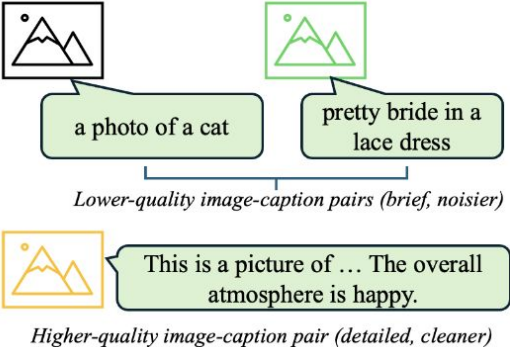 a photo of a cat
pretty bride in a
lace dress
Lower-quality image-caption pairs (brief, noisier)
This is a picture of … The overall
atmosphere is happy.
Higher-quality image-caption pair (detailed, cleaner)